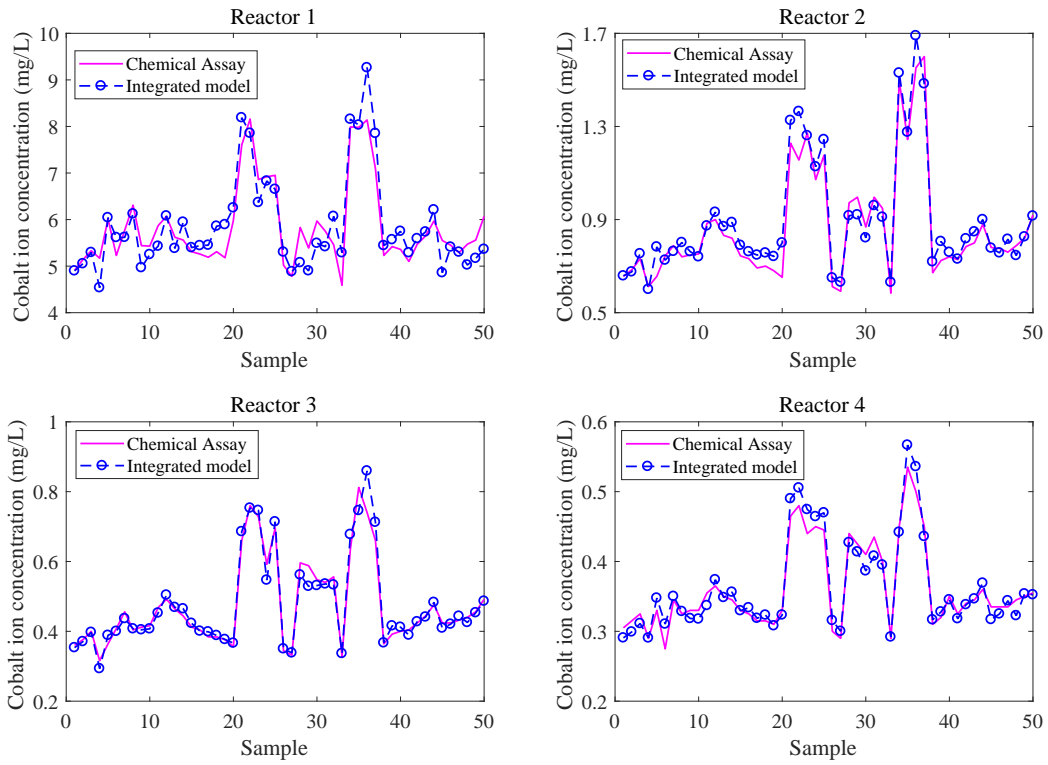 Reactor 1
Cobalt ion concentration (mg/L)
10
9
8
7
6
5
4
Chemical Assay
Integrated model
0 10 20 30 40 50
Sample
Reactor 2
Cobalt ion concentration (mg/L)
1.7
1.3
0.9
0.5
Chemical Assay
Integrated model
0 10 20 30 40 50
Sample
Reactor 3
Cobalt ion concentration (mg/L)
1
0.8
0.6
0.4
0.2
Chemical Assay
Integrated model
0 10 20 30 40 50
Sample
Reactor 4
Cobalt ion concentration (mg/L)
0.6
0.5
0.4
0.3
0.2
Chemical Assay
Integrated model
0 10 20 30 40 50
Sample